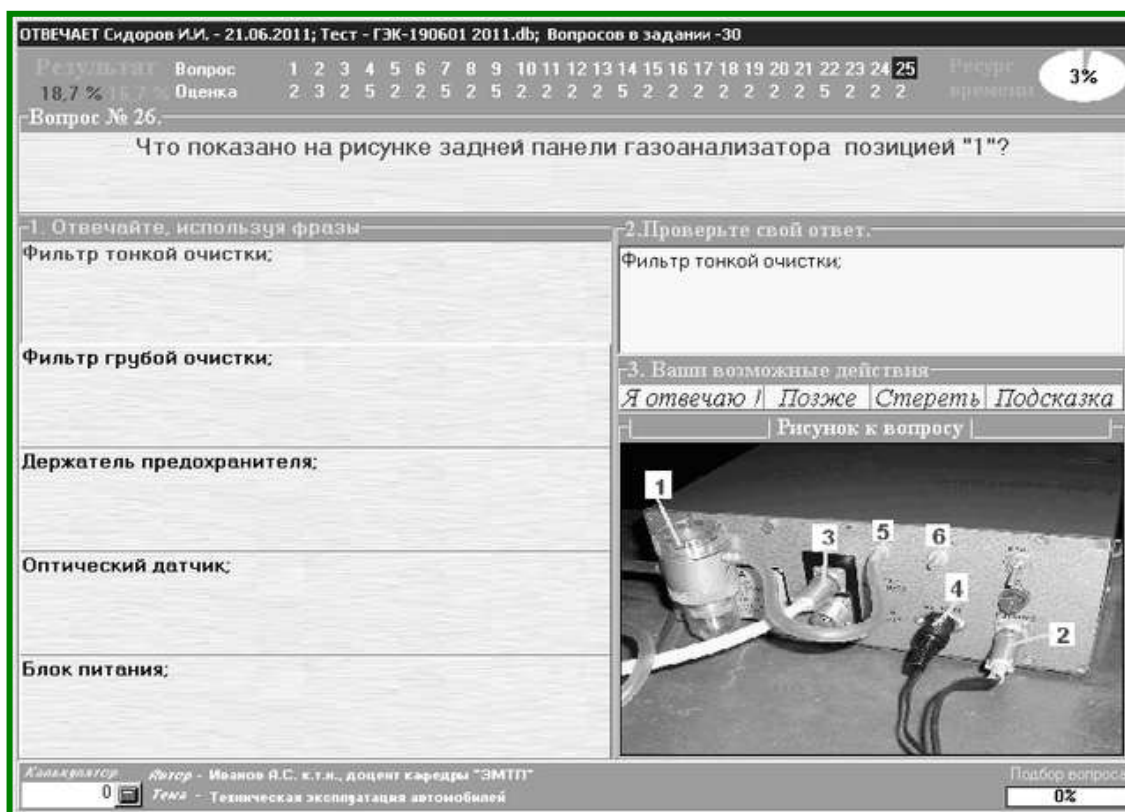 ОТВЕЧАЕТ Сидоров И.И. - 21.06.2011; Тест - ГЭК-190601 2011.db; Вопросов в задании -30
Результат
Вопрос 1 2 3 4 5 6 7 8 9 10 11 12 13 14 15 16 17 18 19 20 21 22 23 24 25
Ресурс времени
3%
18,7 % 16,7 %
Оценка 2 3 2 5 2 2 5 2 5 2 2 2 2 5 2 2 2 2 2 2 2 5 2 2 2
Вопрос № 26.
Что показано на рисунке задней панели газоанализатора позицией "1"?
1. Отвечайте, используя фразы
Фильтр тонкой очистки;
Фильтр грубой очистки;
Держатель предохранителя;
Оптический датчик;
Блок питания;
2.Проверьте свой ответ.
Фильтр тонкой очистки;
3. Ваши возможные действия
Я отвечаю ! Позже Стереть Подсказка
Рисунок к вопросу
1
3
5
6
4
2
Калькулятор
0
Автор - Иванов А.С. к.т.н., доцент кафедры "ЭМТП"
Тема - Техническая эксплуатация автомобилей
Подбор вопроса
0%